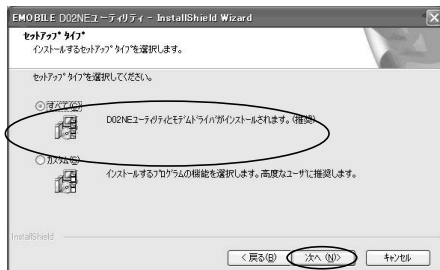 EMOBILE D02NEユーティリティ - InstallShield Wizard
セットアップ タイプ
インストールするセットアップ タイプを選択します。
セットアップ タイプを選択してください。
すべて(C)
D02NEユーティリティとモデムドライバがインストールされます。(推奨)
カスタム(S)
インストールするプログラムの機能を選択します。高度なユーザに推奨します。
InstallShield
< 戻る(B)
次へ (N)>
キャンセル